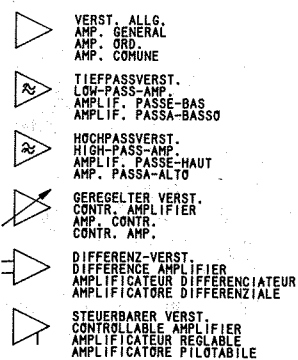 VERST. ALLG.
AMP. GENERAL
AMP. ORD.
AMP. COMUNE
TIEFPASSVERST.
LOW-PASS-AMP.
AMPLIF. PASSE-BAS
AMPLIF. PASSA-BASSO
HOCHPASSVERST.
HIGH-PASS-AMP.
AMPLIF. PASSE-HAUT
AMP. PASSA-ALTO
GEREGELTER VERST.
CONTR. AMPLIFIER
AMP. CONTR.
CONTR. AMP.
DIFFERENZ-VERST.
DIFFERENCE AMPLIFIER
AMPLIFICATEUR DIFFERENCIATEUR
AMPLIFICATORE DIFFERENZIALE
STEUERBARER VERST.
CONTROLLABLE AMPLIFIER
AMPLIFICATEUR REGLABLE
AMPLIFICATORE PILOTABILE